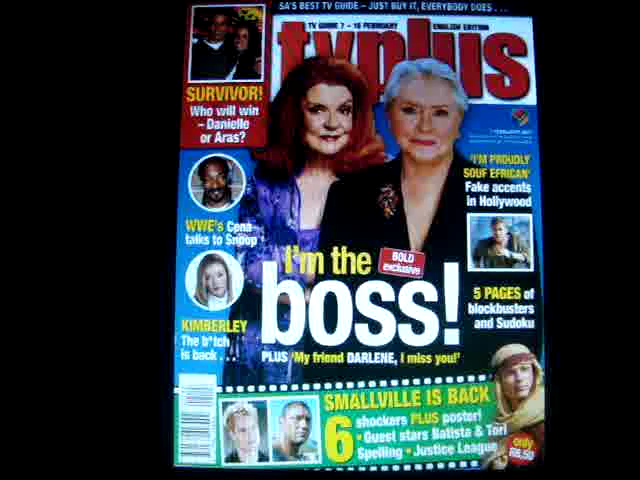 SA'S BEST TV GUIDE – JUST BUY IT, EVERYBODY DOES . . .
TV GUIDE 7 – 18 FEBRUARY
ENGLISH EDITION
tvplus
SURVIVOR!
Who will win
– Danielle
or Aras?
'I'M PROUDLY
SOUF EFRICAN'
Fake accents
in Hollywood
WWE's Cena
talks to Snoop
I'm the
BOLD
exclusive
boss!
5 PAGES of
blockbusters
and Sudoku
KIMBERLEY
The b*tch
is back . . .
PLUS 'My friend DARLENE, I miss you!'
SMALLVILLE IS BACK
6 shockers PLUS poster!
• Guest stars Batista & Tori
Spelling • Justice League
only
R6,50